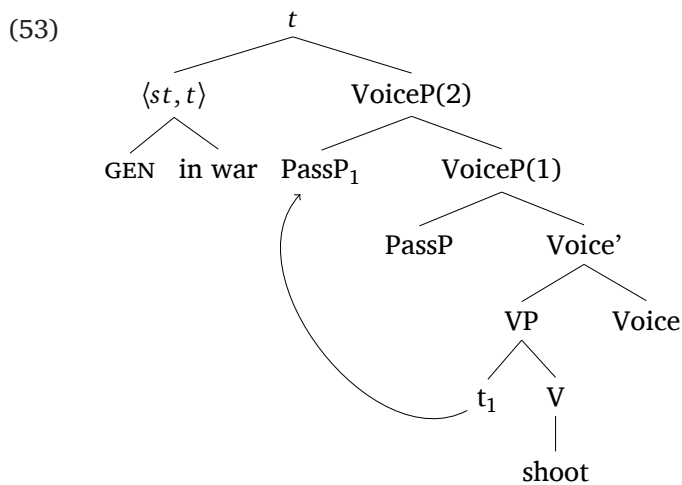 (53)
t
⟨st, t⟩ VoiceP(2)
GEN in war PassP₁ VoiceP(1)
PassP Voice’
VP Voice
t₁ V
shoot